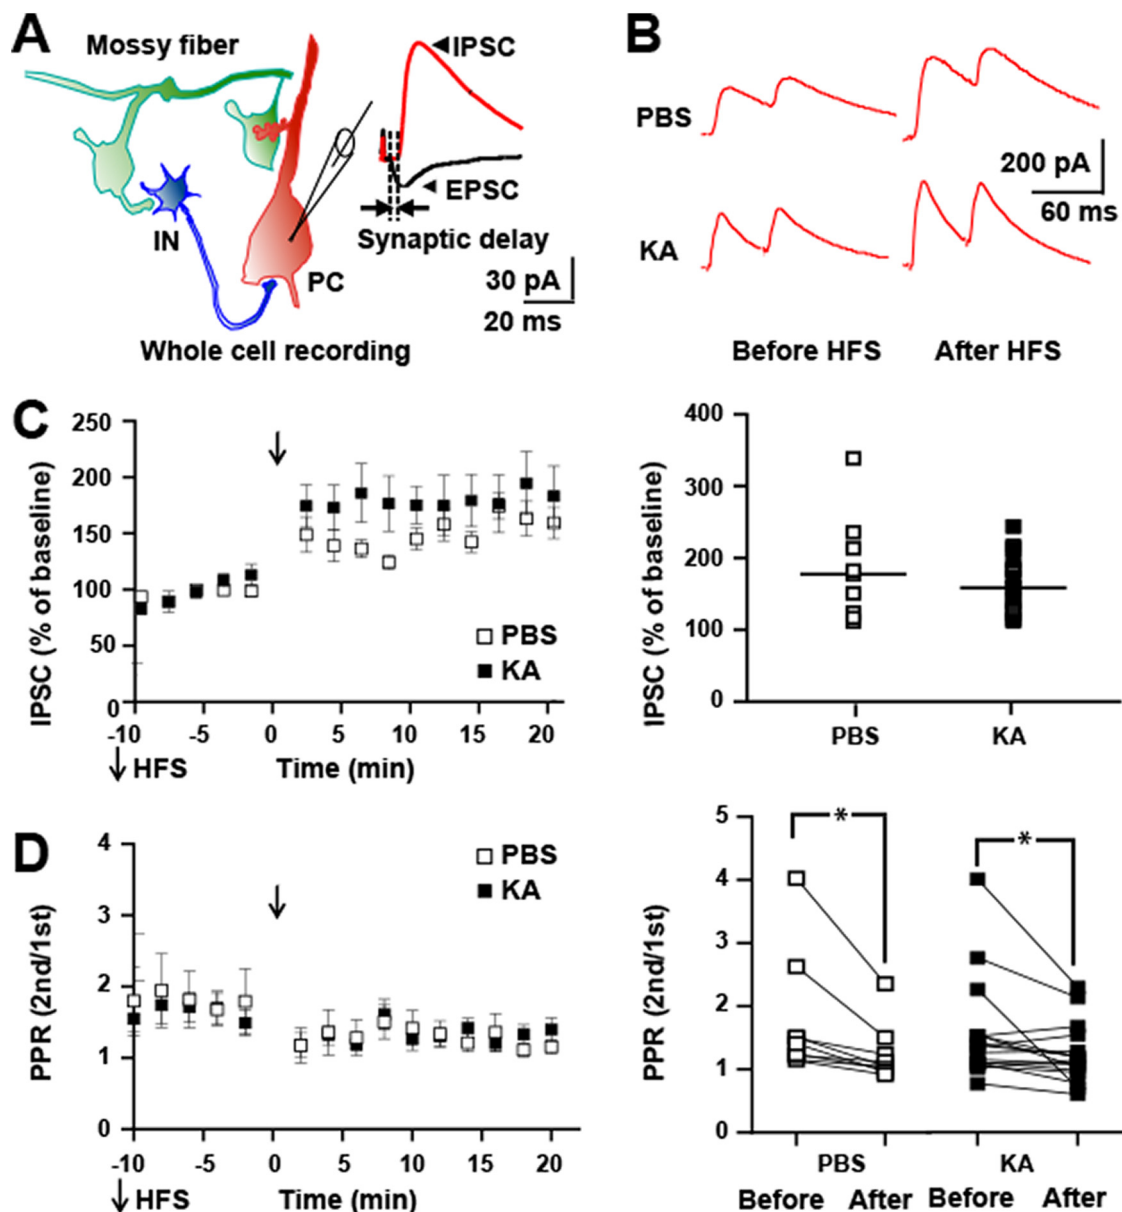 A
Mossy fiber
IN
PC
IPSC
EPSC
Synaptic delay
30 pA
20 ms
Whole cell recording
B
PBS
KA
200 pA
60 ms
Before HFS
After HFS
C
IPSC (% of baseline)
250
200
150
100
50
0
PBS
KA
-10
-5
0
5
10
15
20
HFS
Time (min)
IPSC (% of baseline)
400
300
200
100
0
PBS
KA
D
PPR (2nd/1st)
4
3
2
1
0
PBS
KA
-10
-5
0
5
10
15
20
HFS
Time (min)
PPR (2nd/1st)
5
4
3
2
1
0
*
*
PBS
KA
Before
After
Before
After